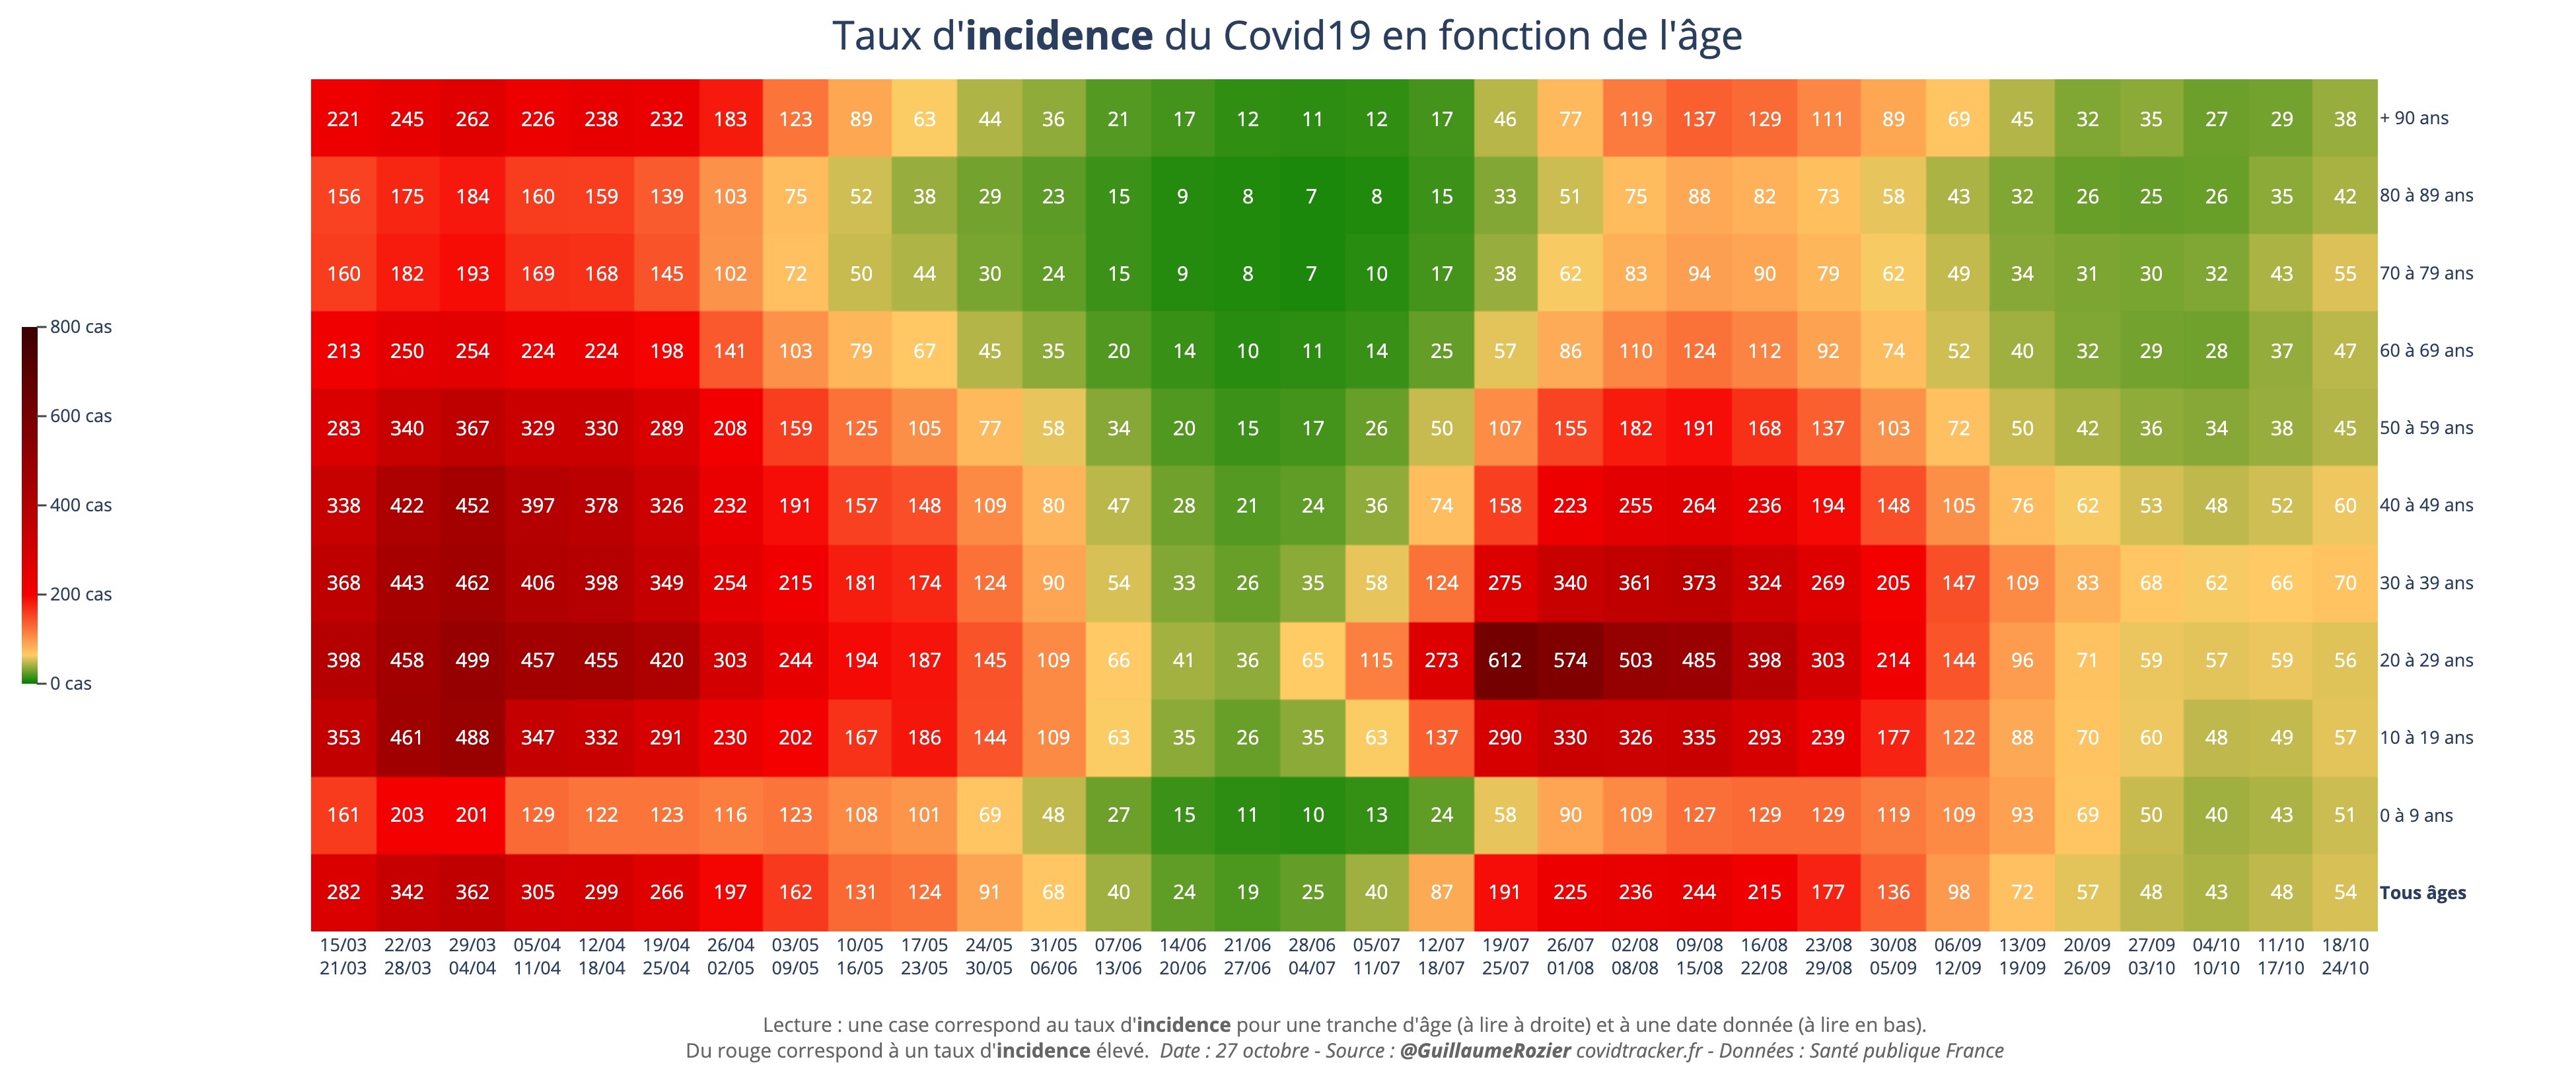 Taux d'incidence du Covid19 en fonction de l'âge
221 245 262 226 238 232 183 123 89 63 44 36 21 17 12 11 12 17 46 77 119 137 129 111 89 69 45 32 35 27 29 38 + 90 ans
156 175 184 160 159 139 103 75 52 38 29 23 15 9 8 7 8 15 33 51 75 88 82 73 58 43 32 26 25 26 35 42 80 à 89 ans
160 182 193 169 168 145 102 72 50 44 30 24 15 9 8 7 10 17 38 62 83 94 90 79 62 49 34 31 30 32 43 55 70 à 79 ans
800 cas
213 250 254 224 224 198 141 103 79 67 45 35 20 14 10 11 14 25 57 86 110 124 112 92 74 52 40 32 29 28 37 47 60 à 69 ans
600 cas
283 340 367 329 330 289 208 159 125 105 77 58 34 20 15 17 26 50 107 155 182 191 168 137 103 72 50 42 36 34 38 45 50 à 59 ans
400 cas
338 422 452 397 378 326 232 191 157 148 109 80 47 28 21 24 36 74 158 223 255 264 236 194 148 105 76 62 53 48 52 60 40 à 49 ans
368 443 462 406 398 349 254 215 181 174 124 90 54 33 26 35 58 124 275 340 361 373 324 269 205 147 109 83 68 62 66 70 30 à 39 ans
200 cas
398 458 499 457 455 420 303 244 194 187 145 109 66 41 36 65 115 273 612 574 503 485 398 303 214 144 96 71 59 57 59 56 20 à 29 ans
0 cas
353 461 488 347 332 291 230 202 167 186 144 109 63 35 26 35 63 137 290 330 326 335 293 239 177 122 88 70 60 48 49 57 10 à 19 ans
161 203 201 129 122 123 116 123 108 101 69 48 27 15 11 10 13 24 58 90 109 127 129 129 119 109 93 69 50 40 43 51 0 à 9 ans
282 342 362 305 299 266 197 162 131 124 91 68 40 24 19 25 40 87 191 225 236 244 215 177 136 98 72 57 48 43 48 54 Tous âges
15/03 22/03 29/03 05/04 12/04 19/04 26/04 03/05 10/05 17/05 24/05 31/05 07/06 14/06 21/06 28/06 05/07 12/07 19/07 26/07 02/08 09/08 16/08 23/08 30/08 06/09 13/09 20/09 27/09 04/10 11/10 18/10
21/03 28/03 04/04 11/04 18/04 25/04 02/05 09/05 16/05 23/05 30/05 06/06 13/06 20/06 27/06 04/07 11/07 18/07 25/07 01/08 08/08 15/08 22/08 29/08 05/09 12/09 19/09 26/09 03/10 10/10 17/10 24/10
Lecture : une case correspond au taux d'incidence pour une tranche d'âge (à lire à droite) et à une date donnée (à lire en bas).
Du rouge correspond à un taux d'incidence élevé. Date : 27 octobre - Source : @GuillaumeRozier covidtracker.fr - Données : Santé publique France